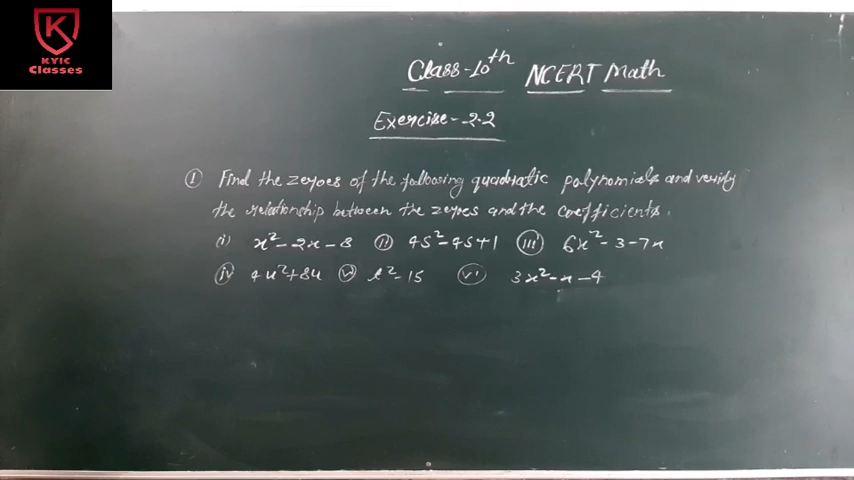 KYIC
Classes
Class-10th NCERT Math
Exercise-2.2
① Find the zeroes of the following quadratic polynomials and verify
the relationship between the zeroes and the coefficients.
(i) x²-2x-8 (ii) 4s²-4s+1 (iii) 6x²-3-7x
(iv) 4u²+8u (v) t²-15 (vi) 3x²-x-4